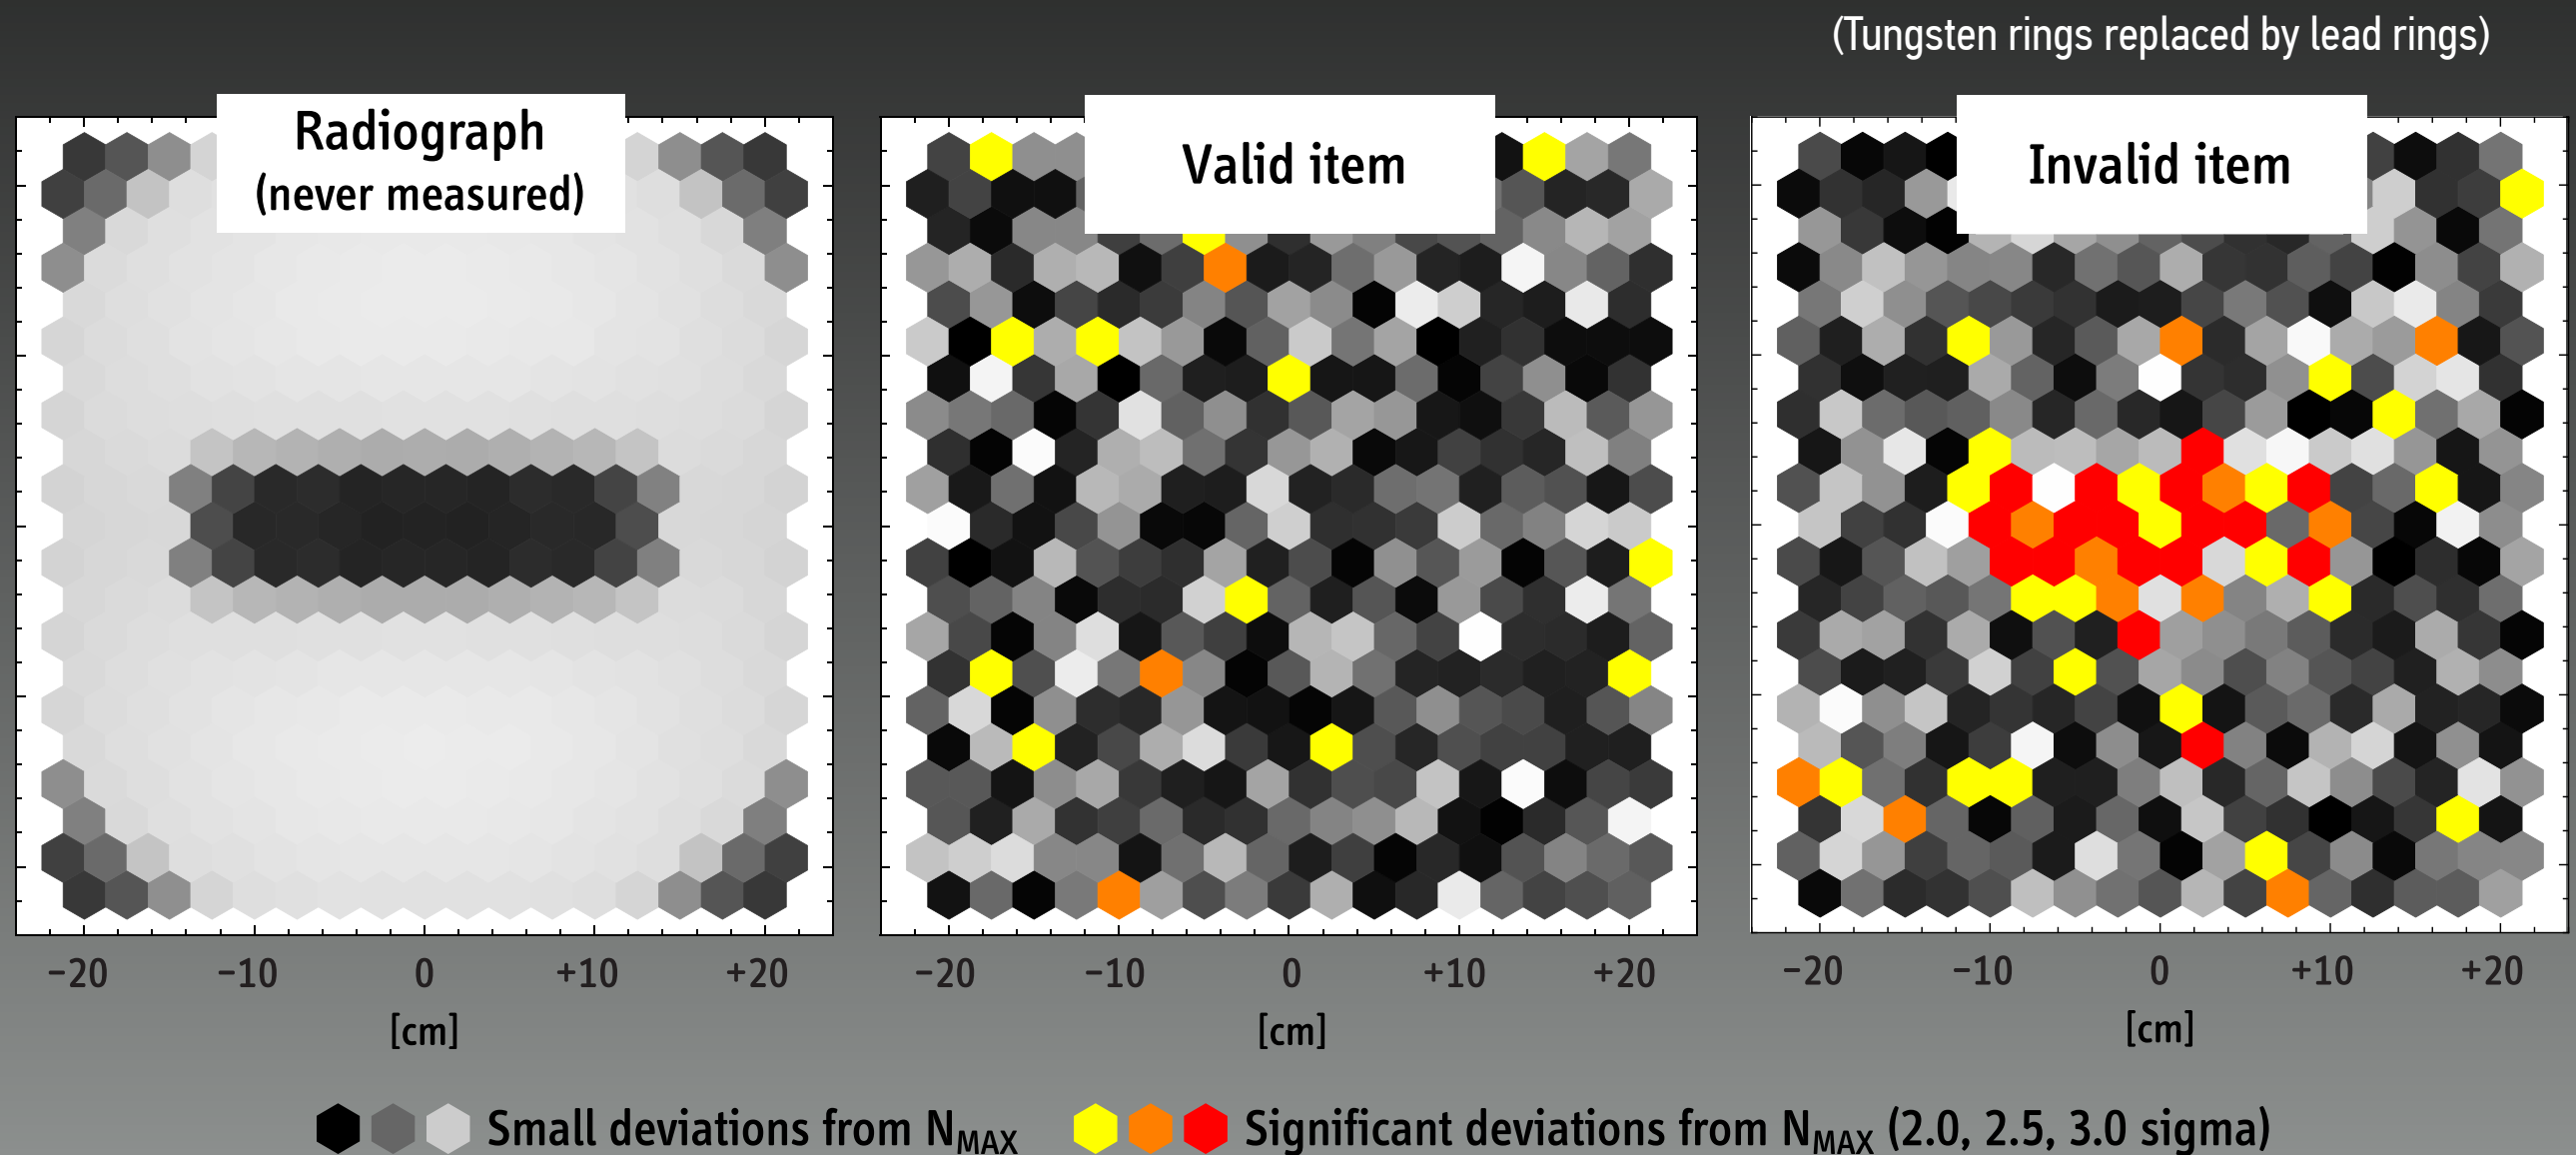 (Tungsten rings replaced by lead rings)
Radiograph
(never measured)
Valid item
Invalid item
−20 −10 0 +10 +20
−20 −10 0 +10 +20
−20 −10 0 +10 +20
[cm]
[cm]
[cm]
Small deviations from NMAX
Significant deviations from NMAX (2.0, 2.5, 3.0 sigma)